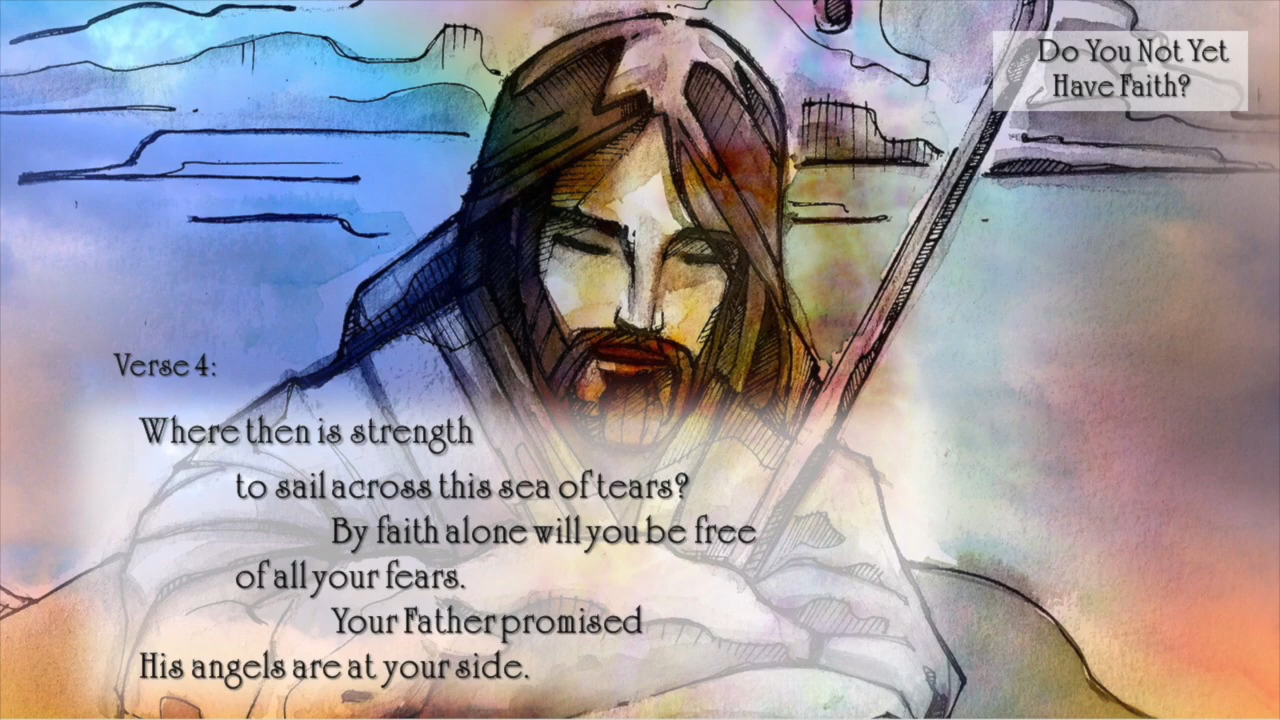 Do You Not Yet
Have Faith?
Verse 4:
Where then is strength
to sail across this sea of tears?
By faith alone will you be free
of all your fears.
Your Father promised
His angels are at your side.